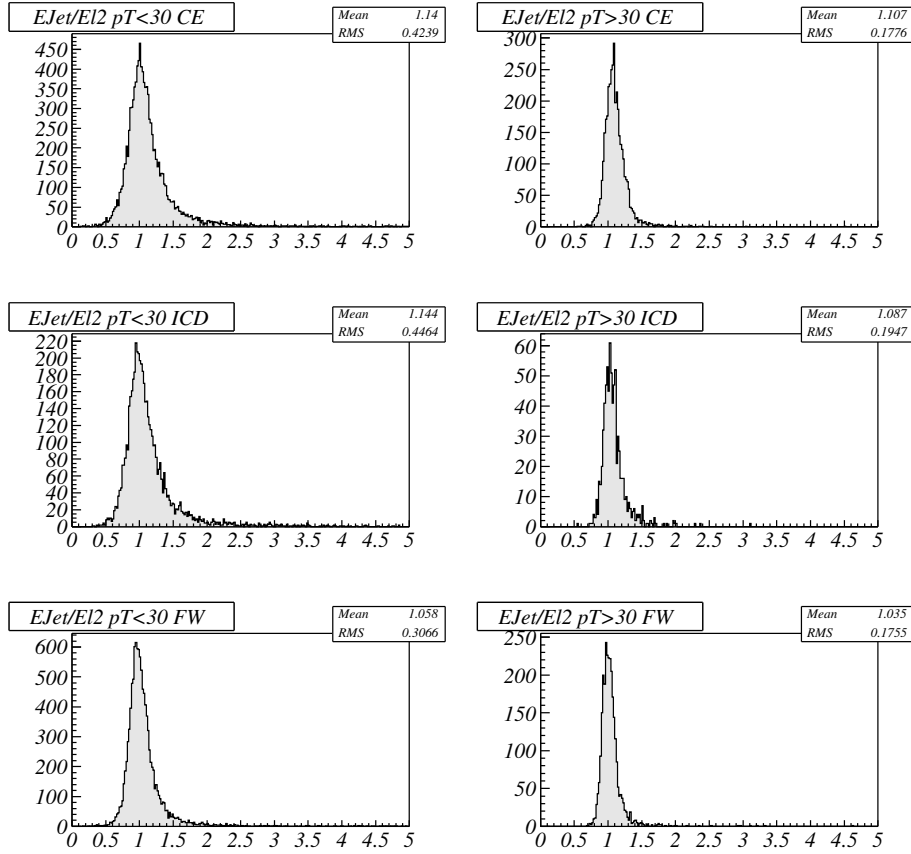 EJet/El2 pT<30 CE
Mean 1.14
RMS 0.4239
450
400
350
300
250
200
150
100
50
0
0 0.5 1 1.5 2 2.5 3 3.5 4 4.5 5
EJet/El2 pT>30 CE
Mean 1.107
RMS 0.1776
300
250
200
150
100
50
0
0 0.5 1 1.5 2 2.5 3 3.5 4 4.5 5
EJet/El2 pT<30 ICD
Mean 1.144
RMS 0.4464
220
200
180
160
140
120
100
80
60
40
20
0
0 0.5 1 1.5 2 2.5 3 3.5 4 4.5 5
EJet/El2 pT>30 ICD
Mean 1.087
RMS 0.1947
60
50
40
30
20
10
0
0 0.5 1 1.5 2 2.5 3 3.5 4 4.5 5
EJet/El2 pT<30 FW
Mean 1.058
RMS 0.3066
600
500
400
300
200
100
0
0 0.5 1 1.5 2 2.5 3 3.5 4 4.5 5
EJet/El2 pT>30 FW
Mean 1.035
RMS 0.1755
250
200
150
100
50
0
0 0.5 1 1.5 2 2.5 3 3.5 4 4.5 5